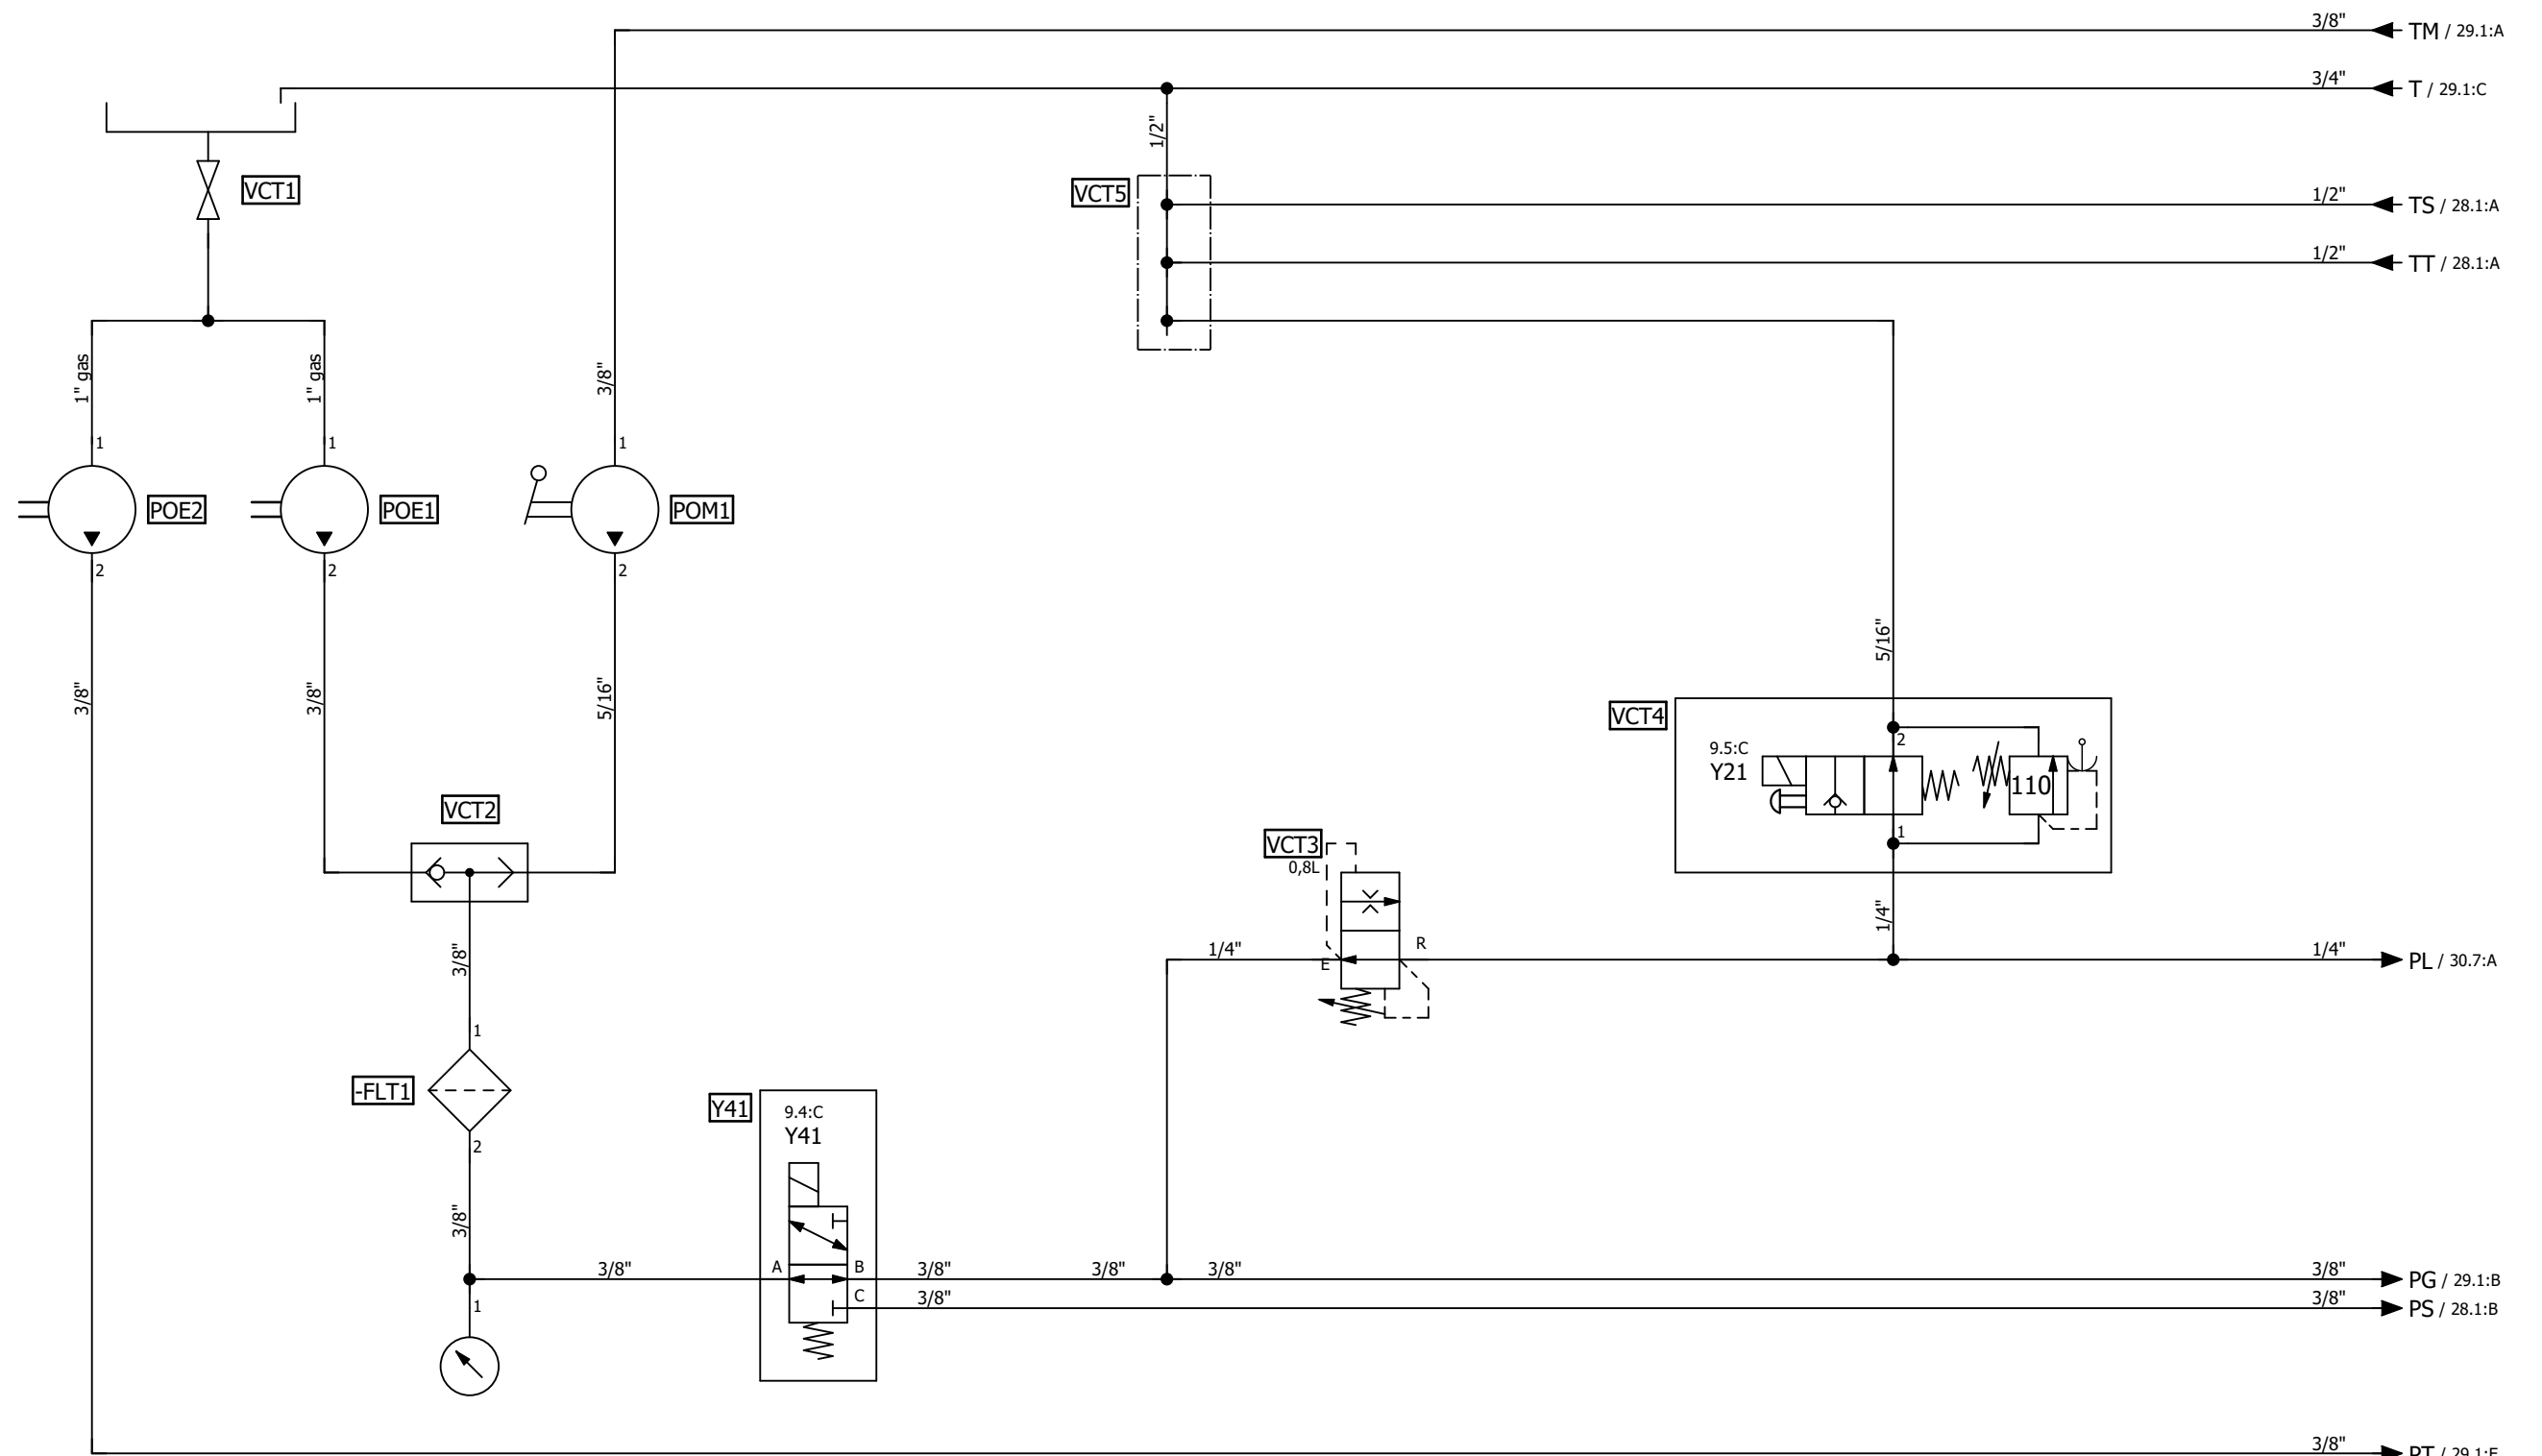 3/8"
TM / 29.1:A
3/4"
T / 29.1:C
1/2"
VCT1
VCT5
1/2"
TS / 28.1:A
1/2"
TT / 28.1:A
1" gas
1" gas
3/8"
1
1
1
POE2
POE1
POM1
2
2
2
5/16"
3/8"
3/8"
5/16"
VCT4
9.5:C
Y21
2
110
1
VCT2
VCT3
0,8L
1/4"
3/8"
1/4"
E
R
1/4"
PL / 30.7:A
1
-FLT1
2
Y41
9.4:C
Y41
3/8"
3/8"
A
B
3/8"
3/8"
3/8"
3/8"
PG / 29.1:B
1
C
3/8"
3/8"
PS / 28.1:B
3/8"
PT / 29.1:E